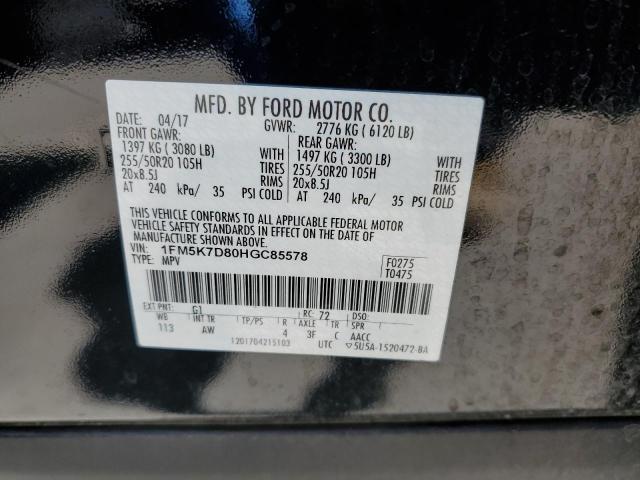 MFD. BY FORD MOTOR CO.
04/17 GVWR: 2776 KG ( 6120 LB)
FRONT GAWR: REAR GAWR:
1397 KG ( 3080 LB) WITH 1497 KG ( 3300 LB) WITH
255/50R20 105H TIRES 255/50R20 105H TIRES
20x8.5J RIMS 20x8.5J RIMS
AT 240 kPa/ 35 PSI COLD AT 240 kPa/ 35 PSI COLD
THIS VEHICLE CONFORMS TO ALL APPLICABLE FEDERAL MOTOR
VEHICLE SAFETY STANDARDS IN EFFECT ON THE DATE OF
MANUFACTURE SHOWN ABOVE.
VIN: 1FM5K7D80HGC85578 F0275
TYPE: MPV T0475
EXT PNT: G1 RC: 72 DSO:
WB INT TR TP/PS R AXLE TR SPR
113 AW 4 3F C AACC
1201704215103 UTC 5U5A-1520472-BA